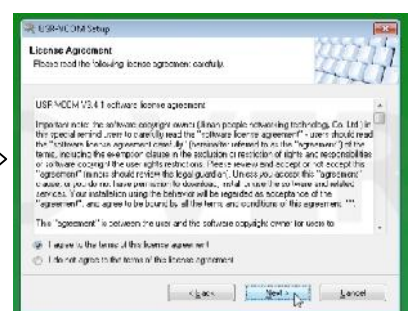 USR-VCOM Setup
License Agreement
Please read the following license agreement carefully.
USR-VCOM V3.4.1 software license agreement
Important note: the software copyright owner (Jinan people networking technology Co. Ltd.) in
this special remind users to carefully read the "software license agreement" - users should read
the "software license agreement carefully" (hereinafter referred to as the "agreement") of the
terms, including the exemption clause in the exclusion or restriction of rights and responsibilities
or software copyright the user rights restrictions. Please review and accept or not accept this
"agreement" (minors should review the legal guardian). Unless you accept this "agreement"
clause, or you do not have permission to download, install or use the software and related
services. Your installation using the behavior will be regarded as acceptance of the
"agreement", and agree to be bound by all the terms and conditions of this agreement "".
This "agreement" is between the user and the software copyright owner for users to
I agree to the terms of this license agreement
I do not agree to the terms of this license agreement
< Back
Next >
Cancel